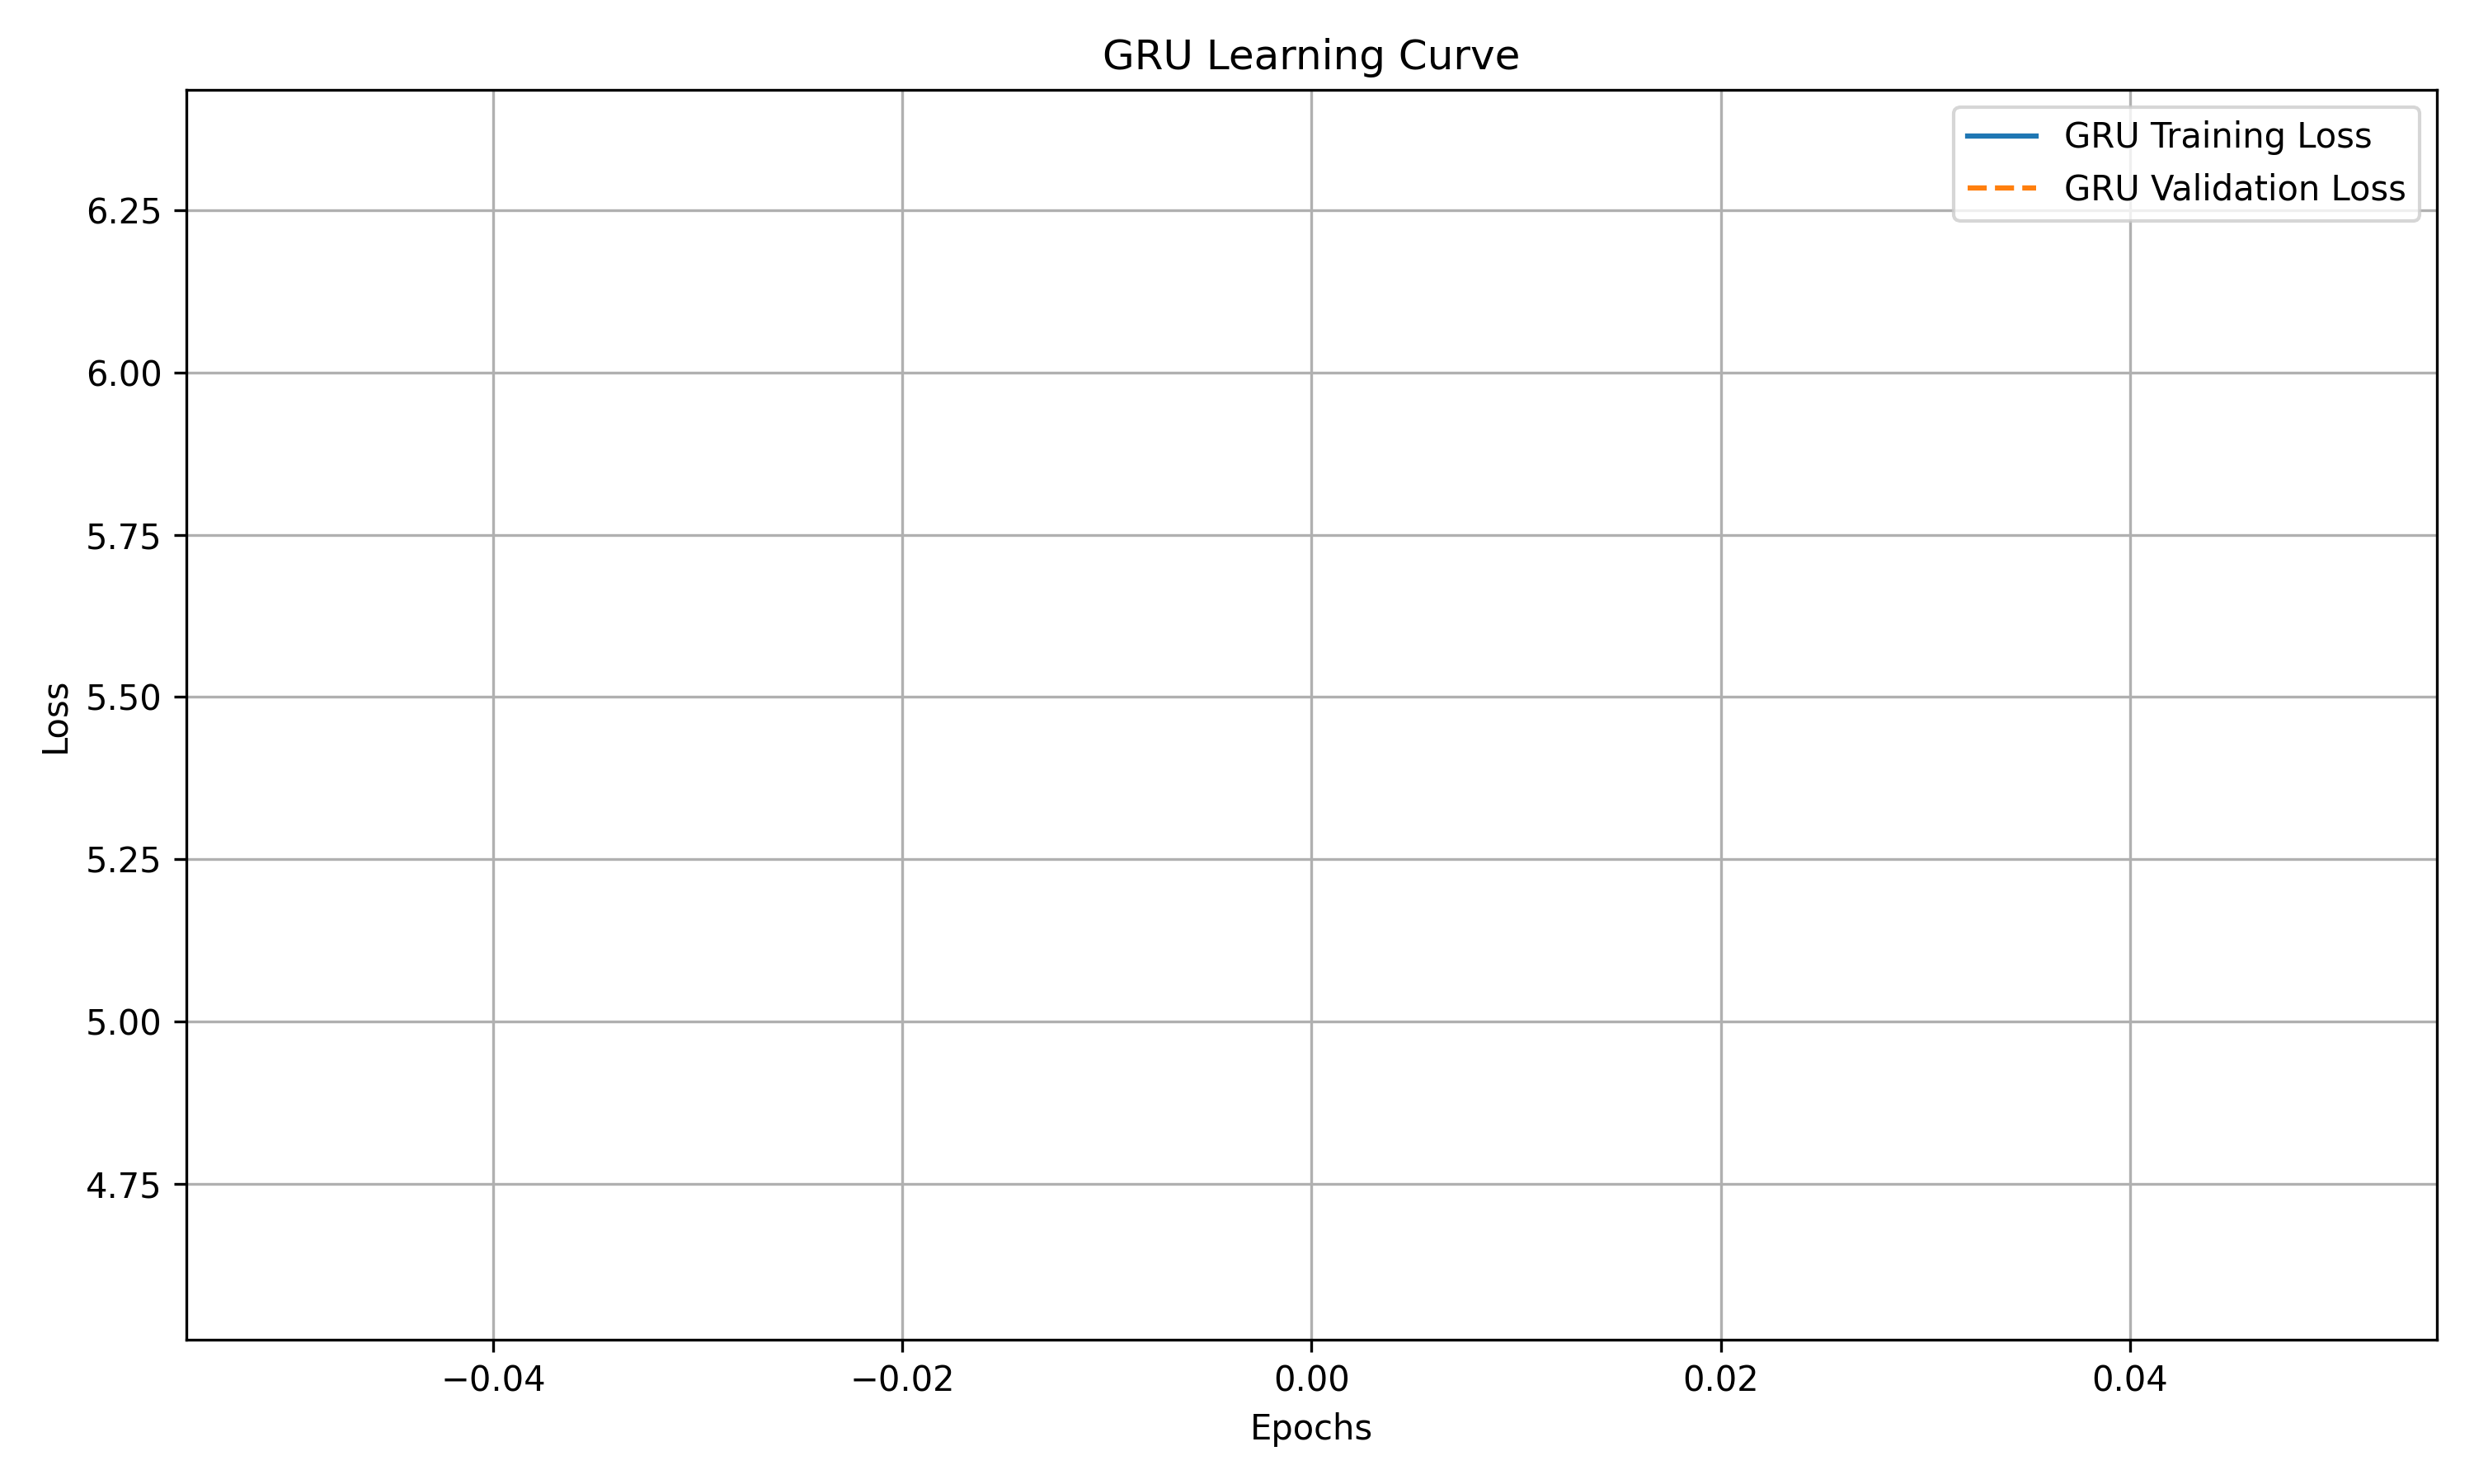 GRU Learning Curve
GRU Training Loss
GRU Validation Loss
6.25
6.00
5.75
5.50
5.25
5.00
4.75
Loss
−0.04
−0.02
0.00
0.02
0.04
Epochs